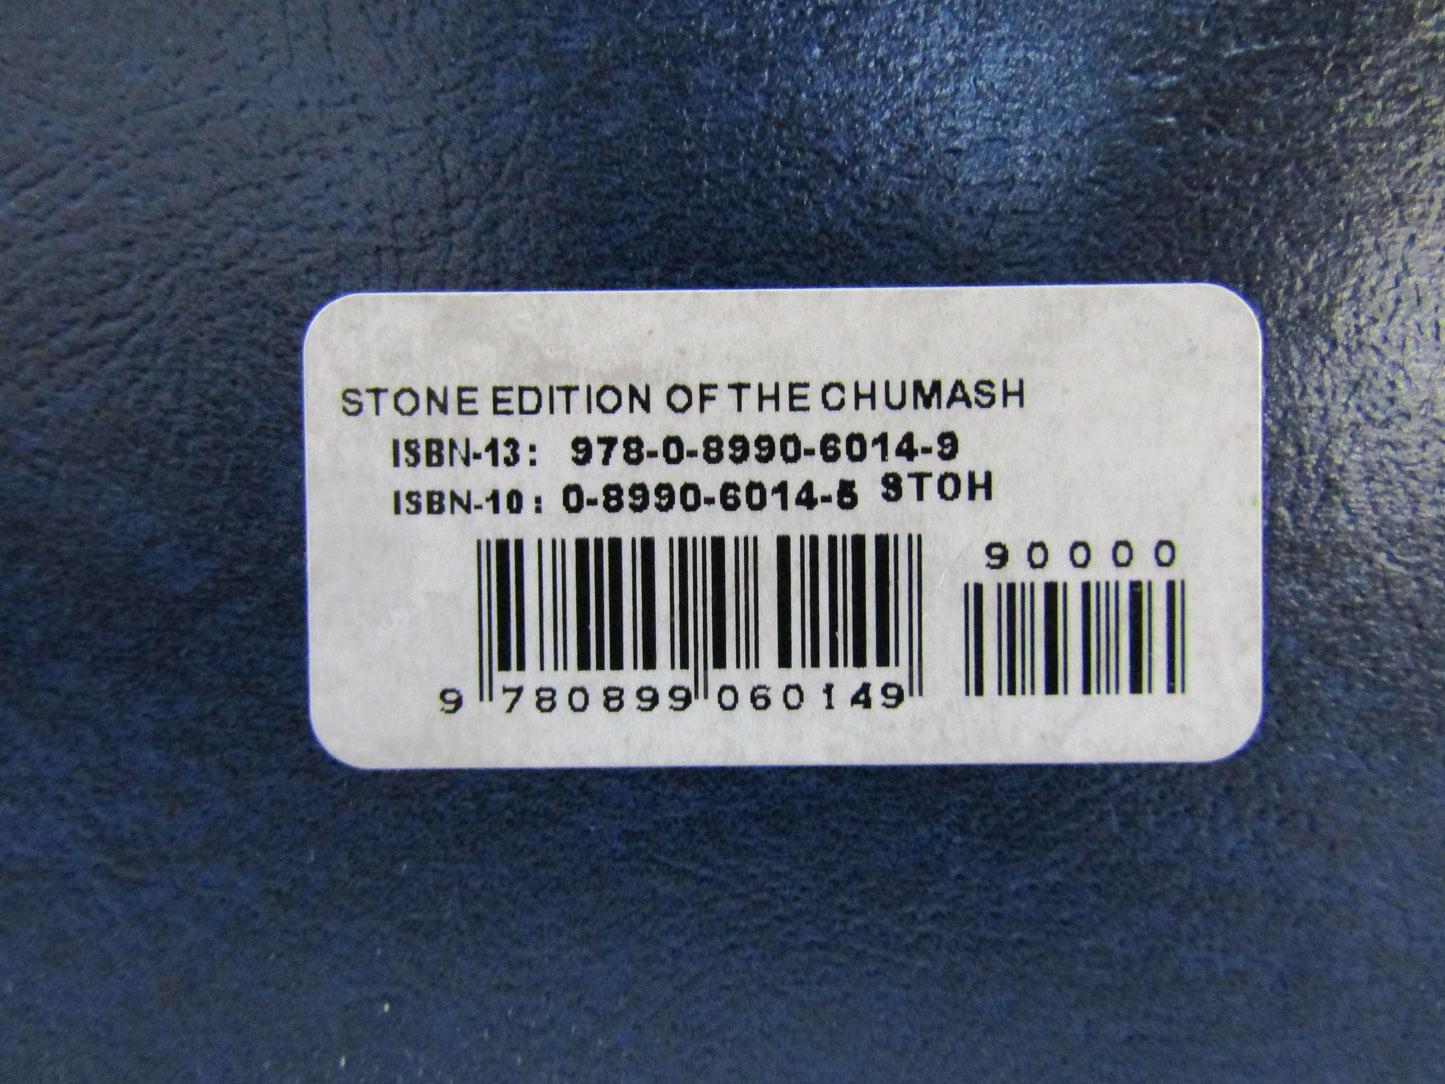 STONE EDITION OF THE CHUMASH
ISBN-13: 978-0-8990-6014-9
ISBN-10: 0-8990-6014-5 STOH
90000
9 780899 060149